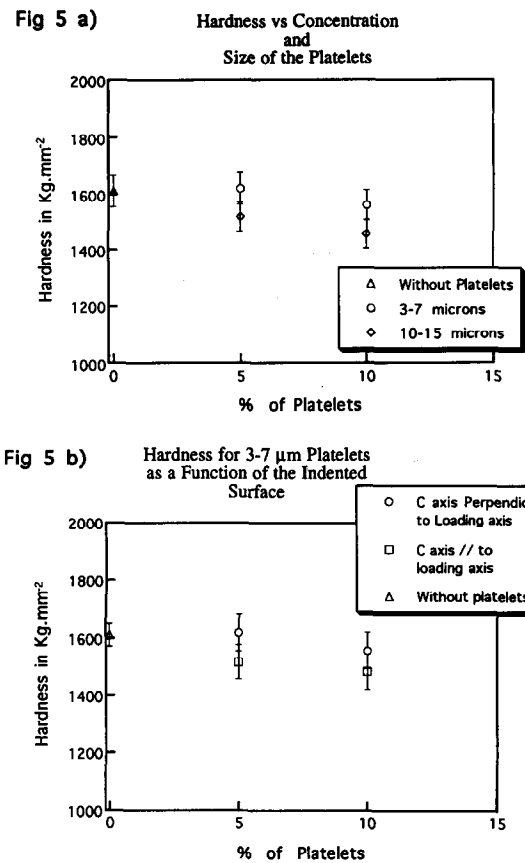 Fig 5 a)
Hardness vs Concentration
and
Size of the Platelets
Hardness in Kg.mm-2
2000
1800
1600
1400
1200
1000
Without Platelets
3-7 microns
10-15 microns
0
5
10
15
% of Platelets
Fig 5 b)
Hardness for 3-7 µm Platelets
as a Function of the Indented
Surface
C axis Perpendic
to Loading axis
C axis // to
loading axis
Without platelets
Hardness in Kg.mm-2
2000
1800
1600
1400
1200
1000
0
5
10
15
% of Platelets